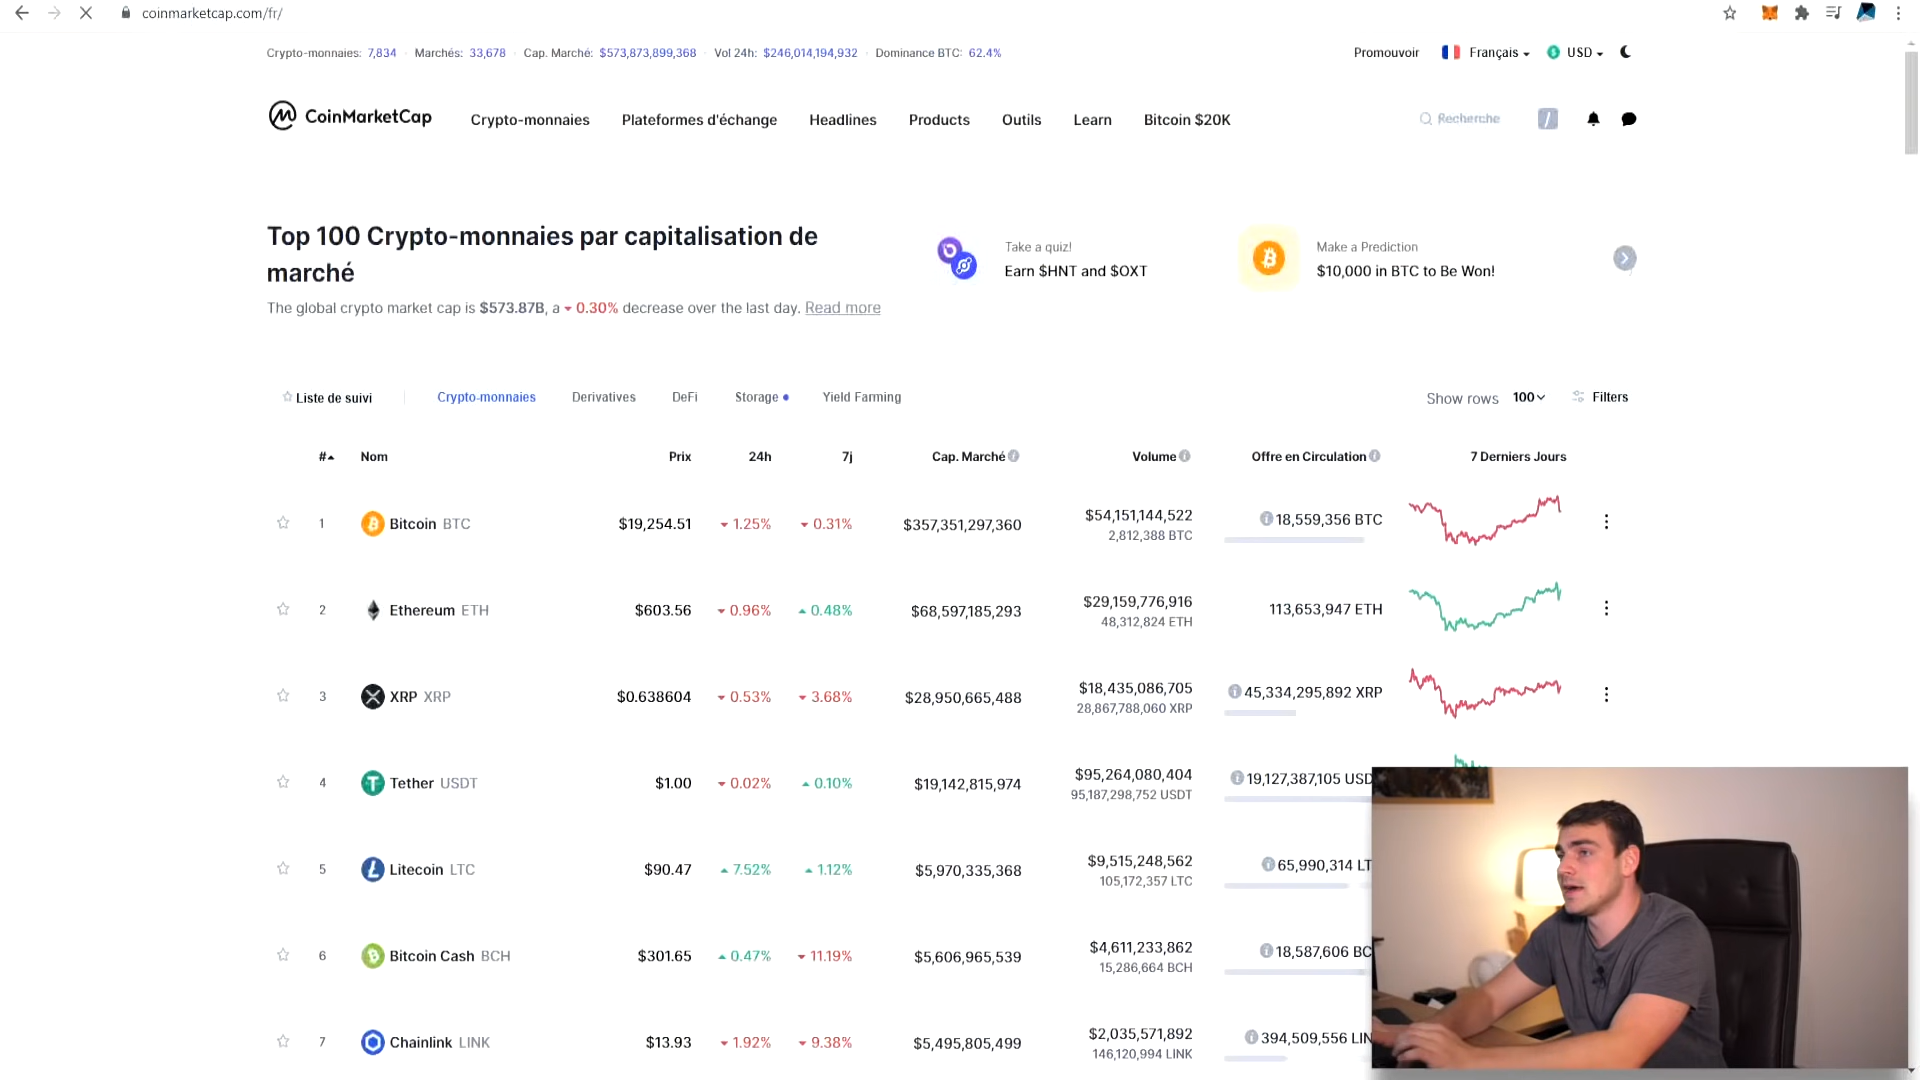 coinmarketcap.com/fr/
Crypto-monnaies: 7,834 · Marchés: 33,678 · Cap. Marché: $573,873,899,368 · Vol 24h: $246,014,194,932 · Dominance BTC: 62.4%
Promouvoir Français USD
CoinMarketCap Crypto-monnaies Plateformes d'échange Headlines Products Outils Learn Bitcoin $20K Recherche /
Top 100 Crypto-monnaies par capitalisation de
marché
The global crypto market cap is $573.87B, a 0.30% decrease over the last day. Read more
Take a quiz!
Earn $HNT and $OXT
Make a Prediction
$10,000 in BTC to Be Won!
Liste de suivi Crypto-monnaies Derivatives DeFi Storage Yield Farming Show rows 100 Filters
# Nom Prix 24h 7j Cap. Marché Volume Offre en Circulation 7 Derniers Jours
1 Bitcoin BTC $19,254.51 1.25% 0.31% $357,351,297,360 $54,151,144,522 18,559,356 BTC
2,812,388 BTC
2 Ethereum ETH $603.56 0.96% 0.48% $68,597,185,293 $29,159,776,916 113,653,947 ETH
48,312,824 ETH
3 XRP XRP $0.638604 0.53% 3.68% $28,950,665,488 $18,435,086,705 45,334,295,892 XRP
28,867,788,060 XRP
4 Tether USDT $1.00 0.02% 0.10% $19,142,815,974 $95,264,080,404 19,127,387,105 USD
95,187,298,752 USDT
5 Litecoin LTC $90.47 7.52% 1.12% $5,970,335,368 $9,515,248,562 65,990,314 LT
105,172,357 LTC
6 Bitcoin Cash BCH $301.65 0.47% 11.19% $5,606,965,539 $4,611,233,862 18,587,606 BC
15,286,664 BCH
7 Chainlink LINK $13.93 1.92% 9.38% $5,495,805,499 $2,035,571,892 394,509,556 LIN
146,120,994 LINK